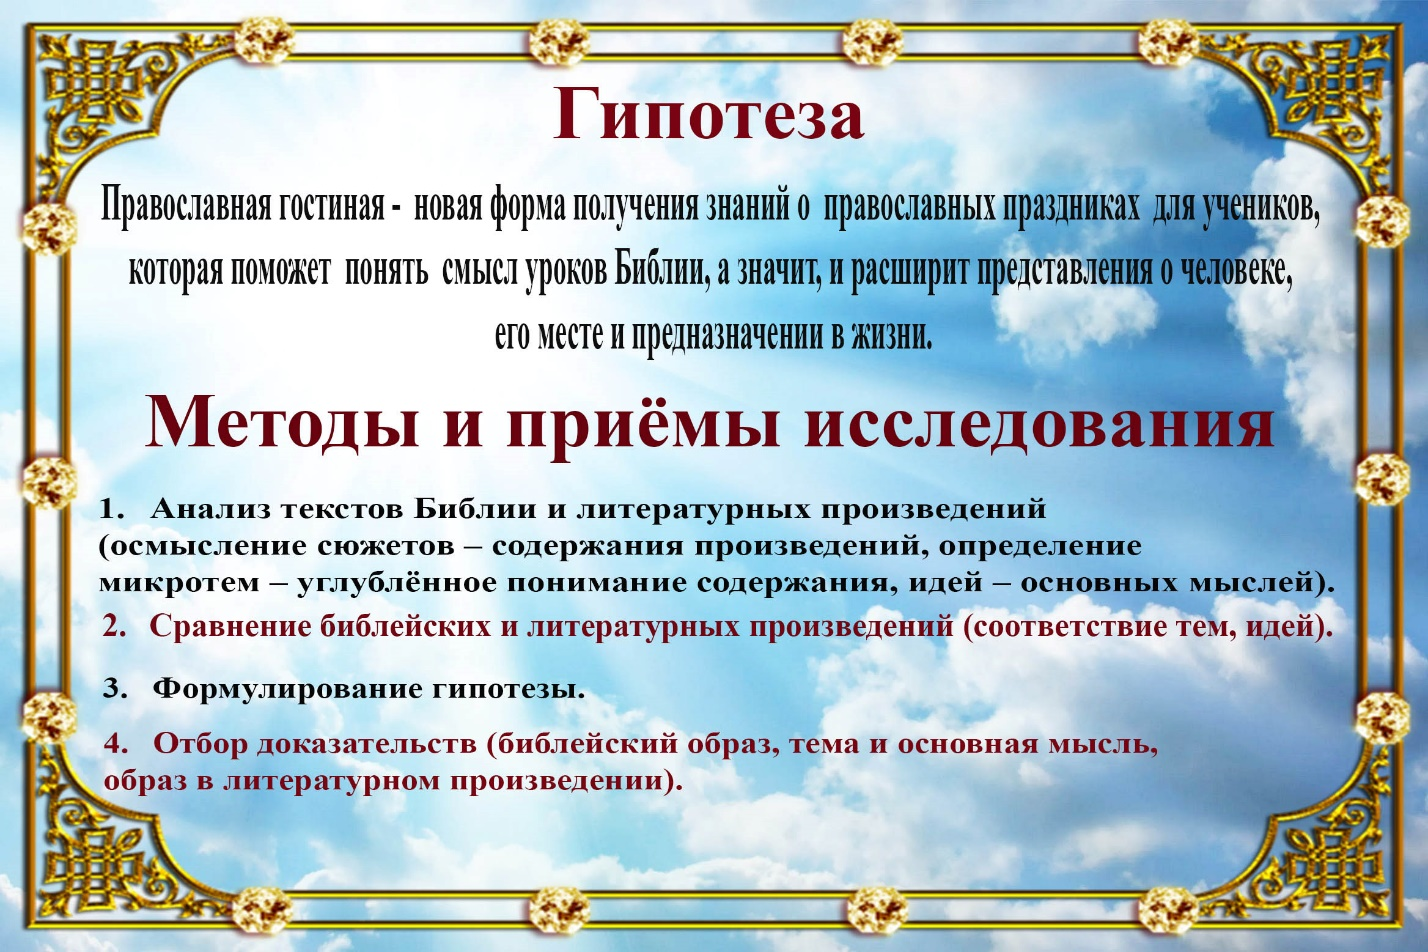 Гипотеза
Православная гостиная - новая форма получения знаний о православных праздниках для учеников,
которая поможет понять смысл уроков Библии, а значит, и расширит представления о человеке,
его месте и предназначении в жизни.
Методы и приёмы исследования
1. Анализ текстов Библии и литературных произведений
(осмысление сюжетов – содержания произведений, определение
микротем – углублённое понимание содержания, идей – основных мыслей).
2. Сравнение библейских и литературных произведений (соответствие тем, идей).
3. Формулирование гипотезы.
4. Отбор доказательств (библейский образ, тема и основная мысль,
образ в литературном произведении).